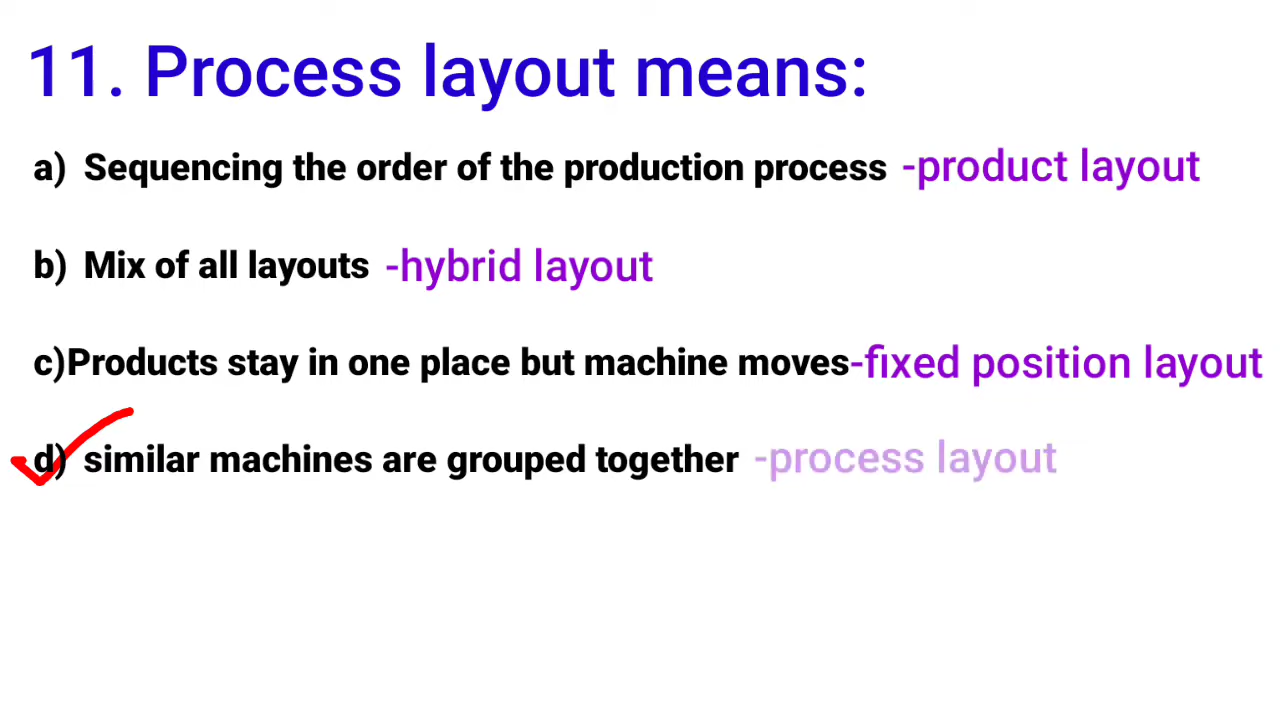 11. Process layout means:
a) Sequencing the order of the production process -product layout
b) Mix of all layouts -hybrid layout
c)Products stay in one place but machine moves-fixed position layout
d) similar machines are grouped together -process layout